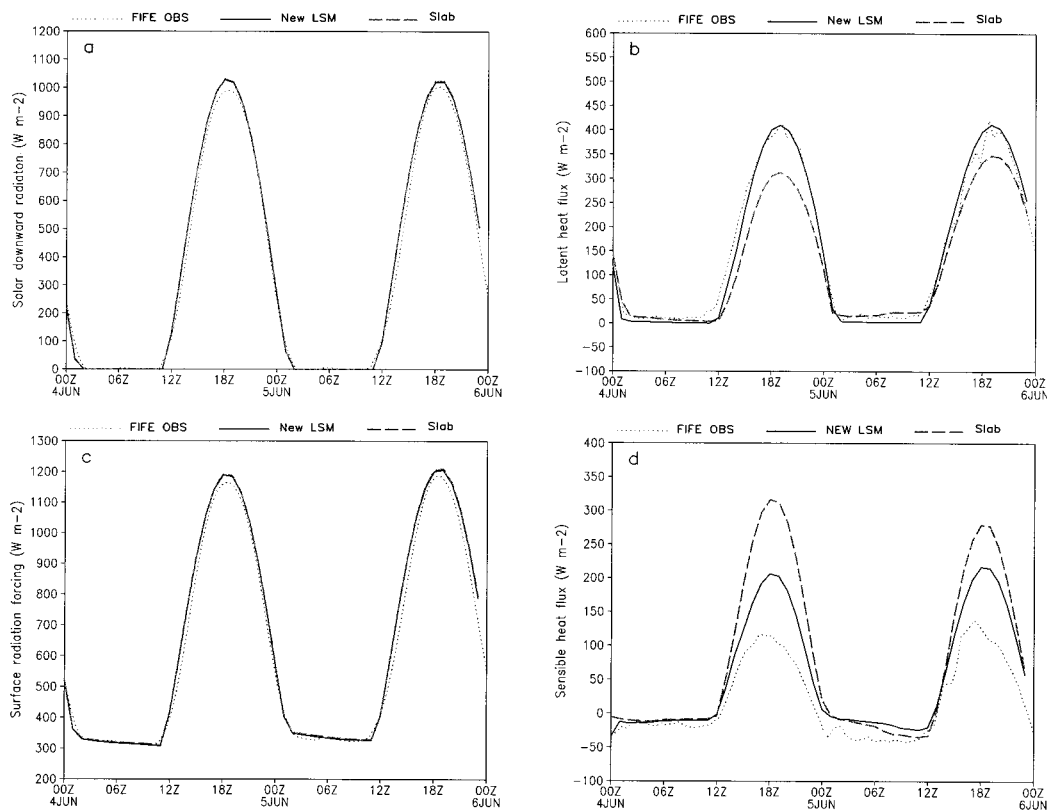 FIFE OBS New LSM Slab
a
Solar downward radiation (W m-2)
1200
1100
1000
900
800
700
600
500
400
300
200
100
0
00Z 06Z 12Z 18Z 00Z 06Z 12Z 18Z 00Z
4JUN 5JUN 6JUN
FIFE OBS New LSM Slab
b
Latent heat flux (W m-2)
600
550
500
450
400
350
300
250
200
150
100
50
0
-50
-100
00Z 06Z 12Z 18Z 00Z 06Z 12Z 18Z 00Z
4JUN 5JUN 6JUN
FIFE OBS New LSM Slab
c
Surface radiation forcing (W m-2)
1300
1200
1100
1000
900
800
700
600
500
400
300
200
00Z 06Z 12Z 18Z 00Z 06Z 12Z 18Z 00Z
4JUN 5JUN 6JUN
FIFE OBS NEW LSM Slab
d
Sensible heat flux (W m-2)
400
350
300
250
200
150
100
50
0
-50
-100
00Z 06Z 12Z 18Z 00Z 06Z 12Z 18Z 00Z
4JUN 5JUN 6JUN